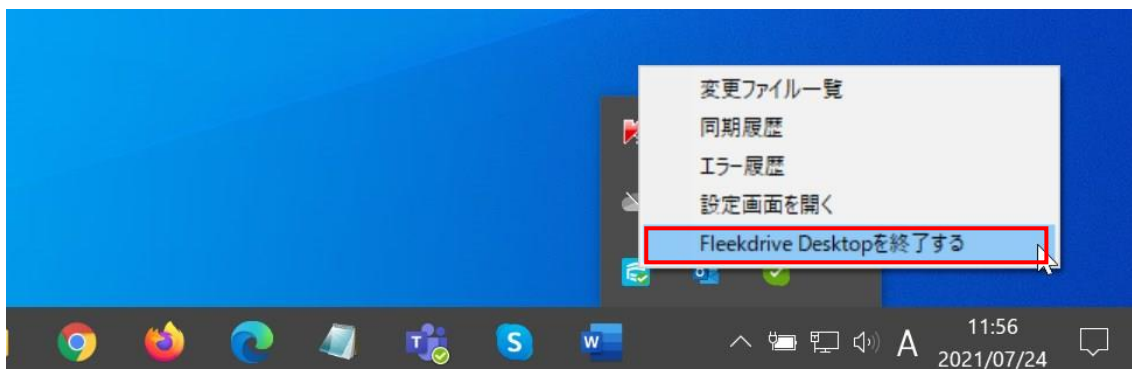 変更ファイル一覧
同期履歴
エラー履歴
設定画面を開く
Fleekdrive Desktopを終了する
A
11:56
2021/07/24